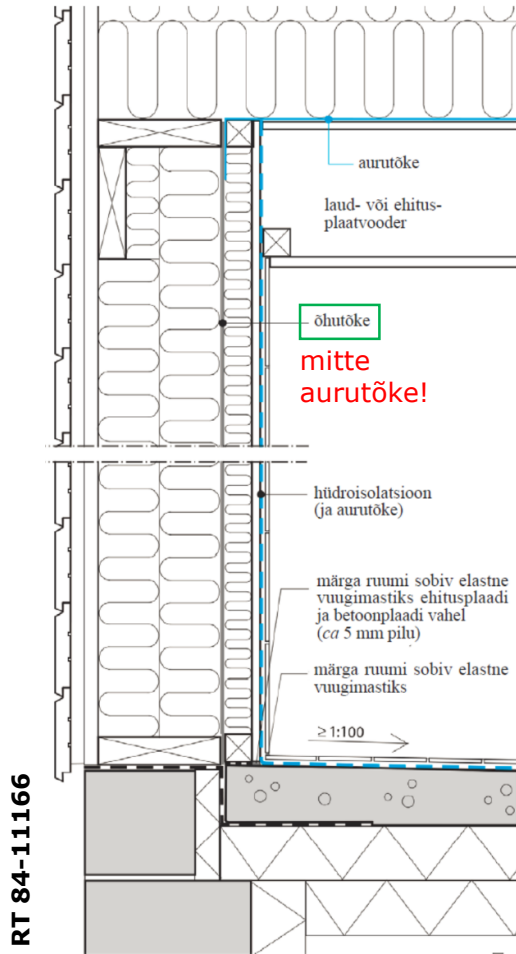 aurutõke
laud- või ehitus-
plaatvooder
õhutõke
mitte
aurutõke!
hüdroisolatsioon
(ja aurutõke)
märga ruumi sobiv elastne
vuugimastiks ehitusplaadi
ja betoonplaadi vahel
(ca 5 mm pilu)
märga ruumi sobiv elastne
vuugimastiks
≥ 1:100
RT 84-11166